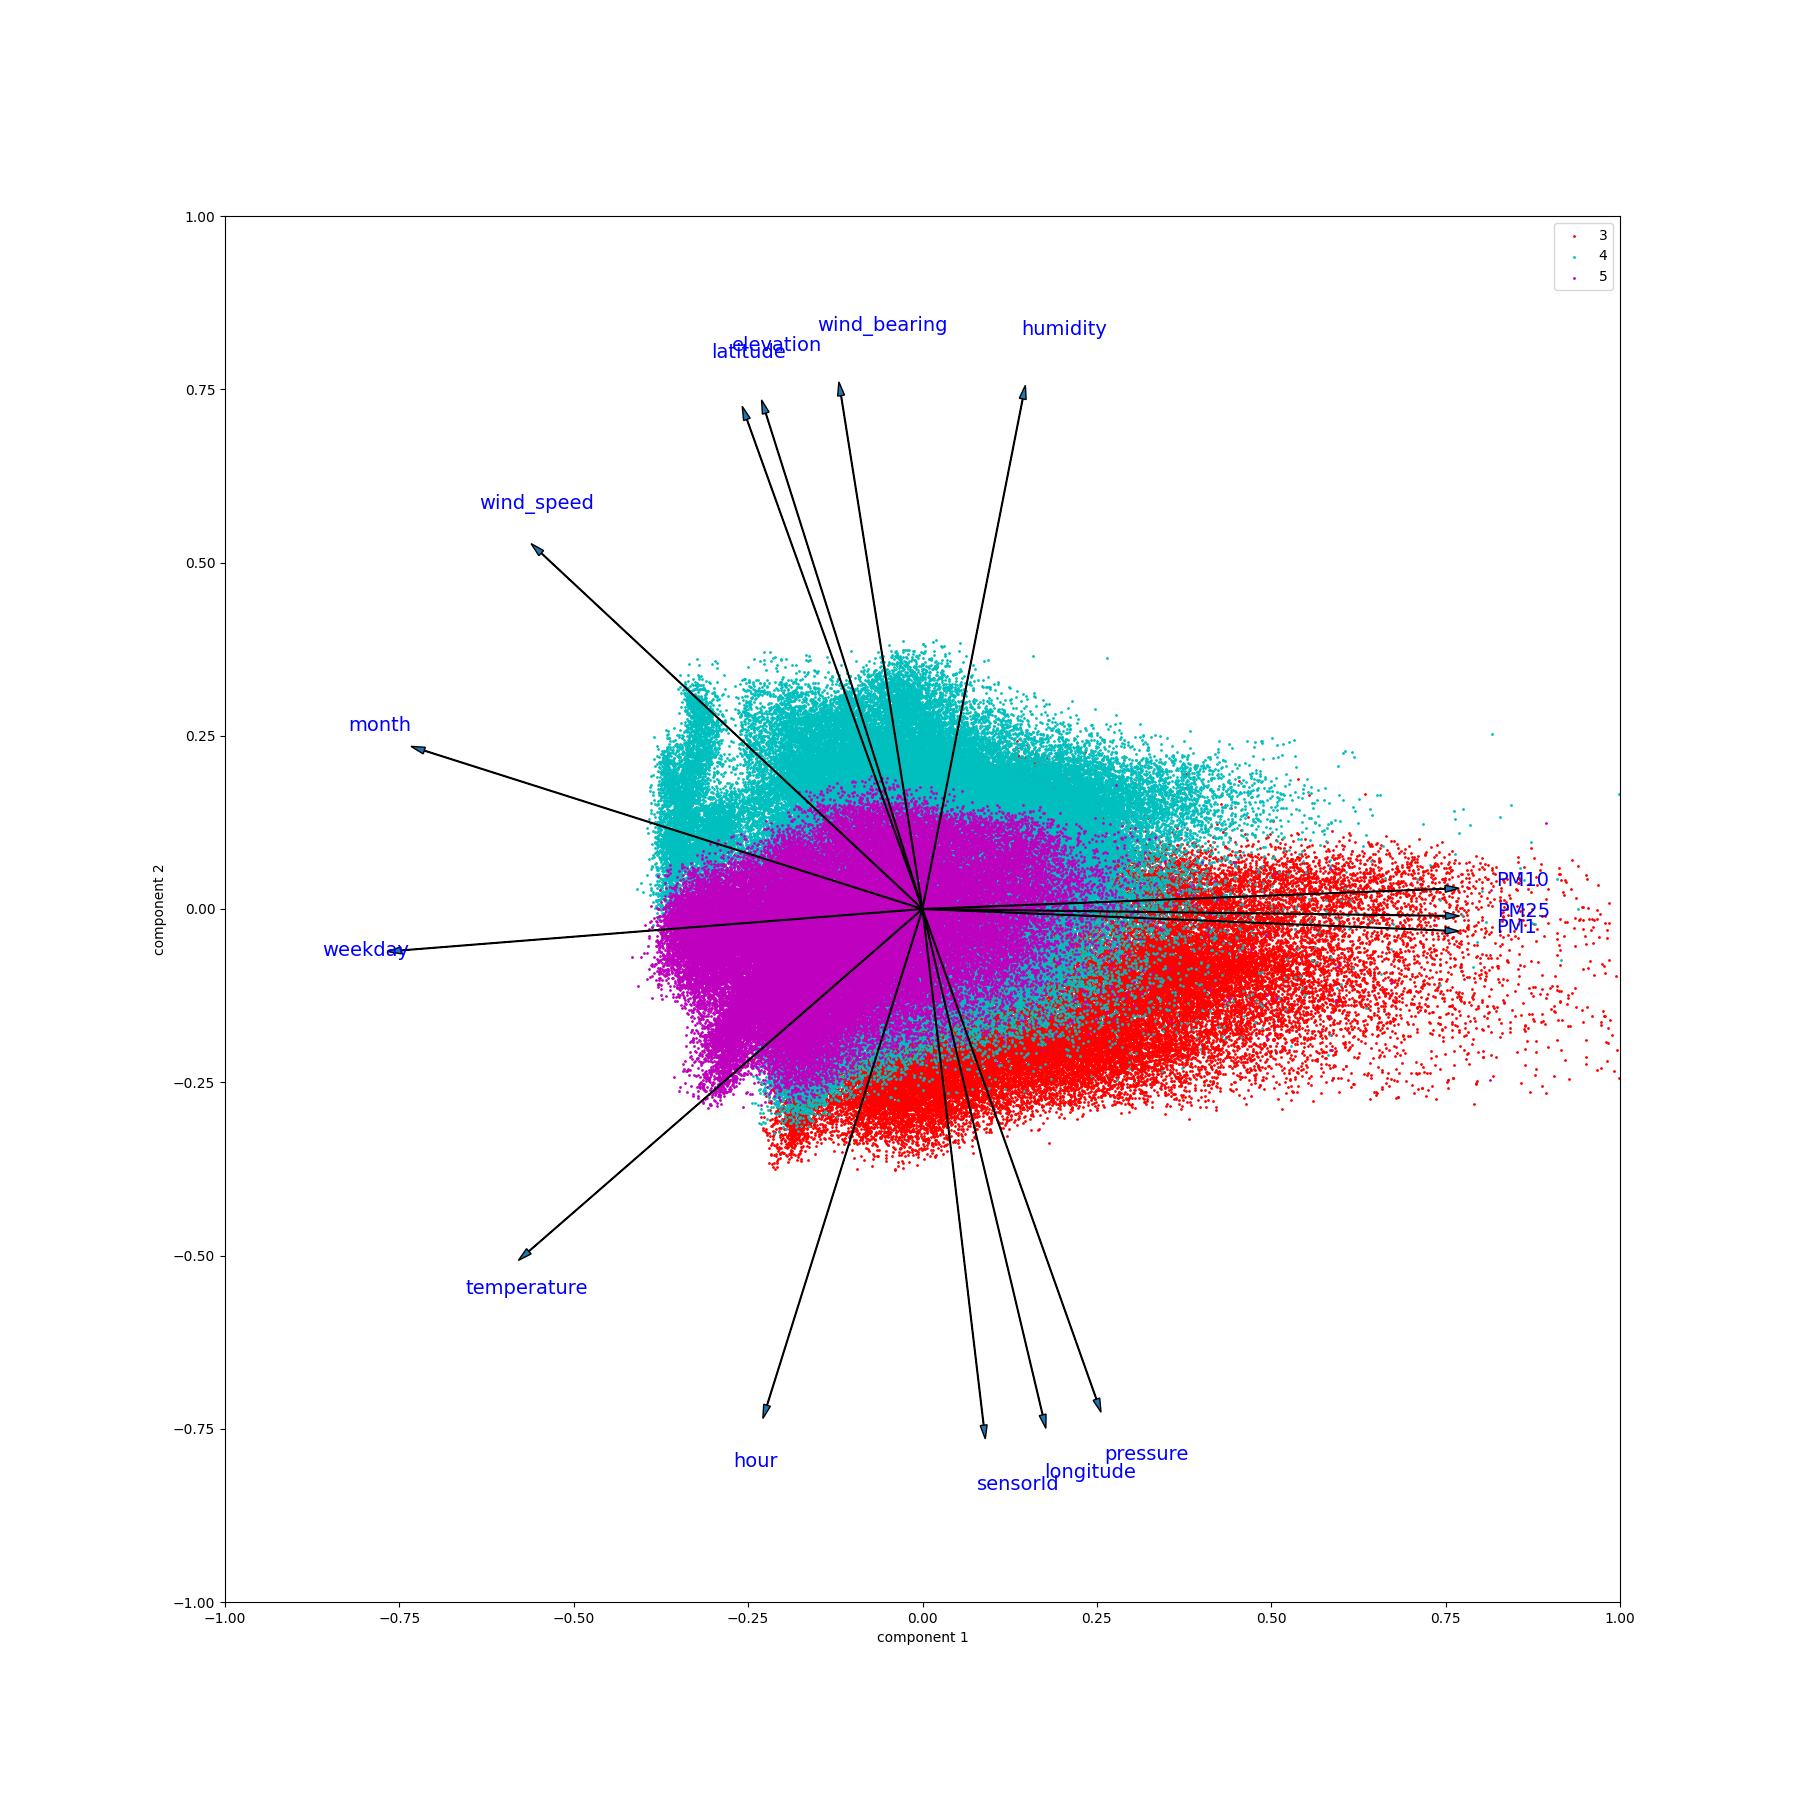 1.00
3
4
5
wind_bearing
humidity
elevation
latitude
0.75
wind_speed
0.50
month
0.25
PM10
0.00
PM25
PM1
component 2
weekday
−0.25
−0.50
temperature
−0.75
hour
pressure
longitude
sensorId
−1.00
−1.00
−0.75
−0.50
−0.25
0.00
0.25
0.50
0.75
1.00
component 1